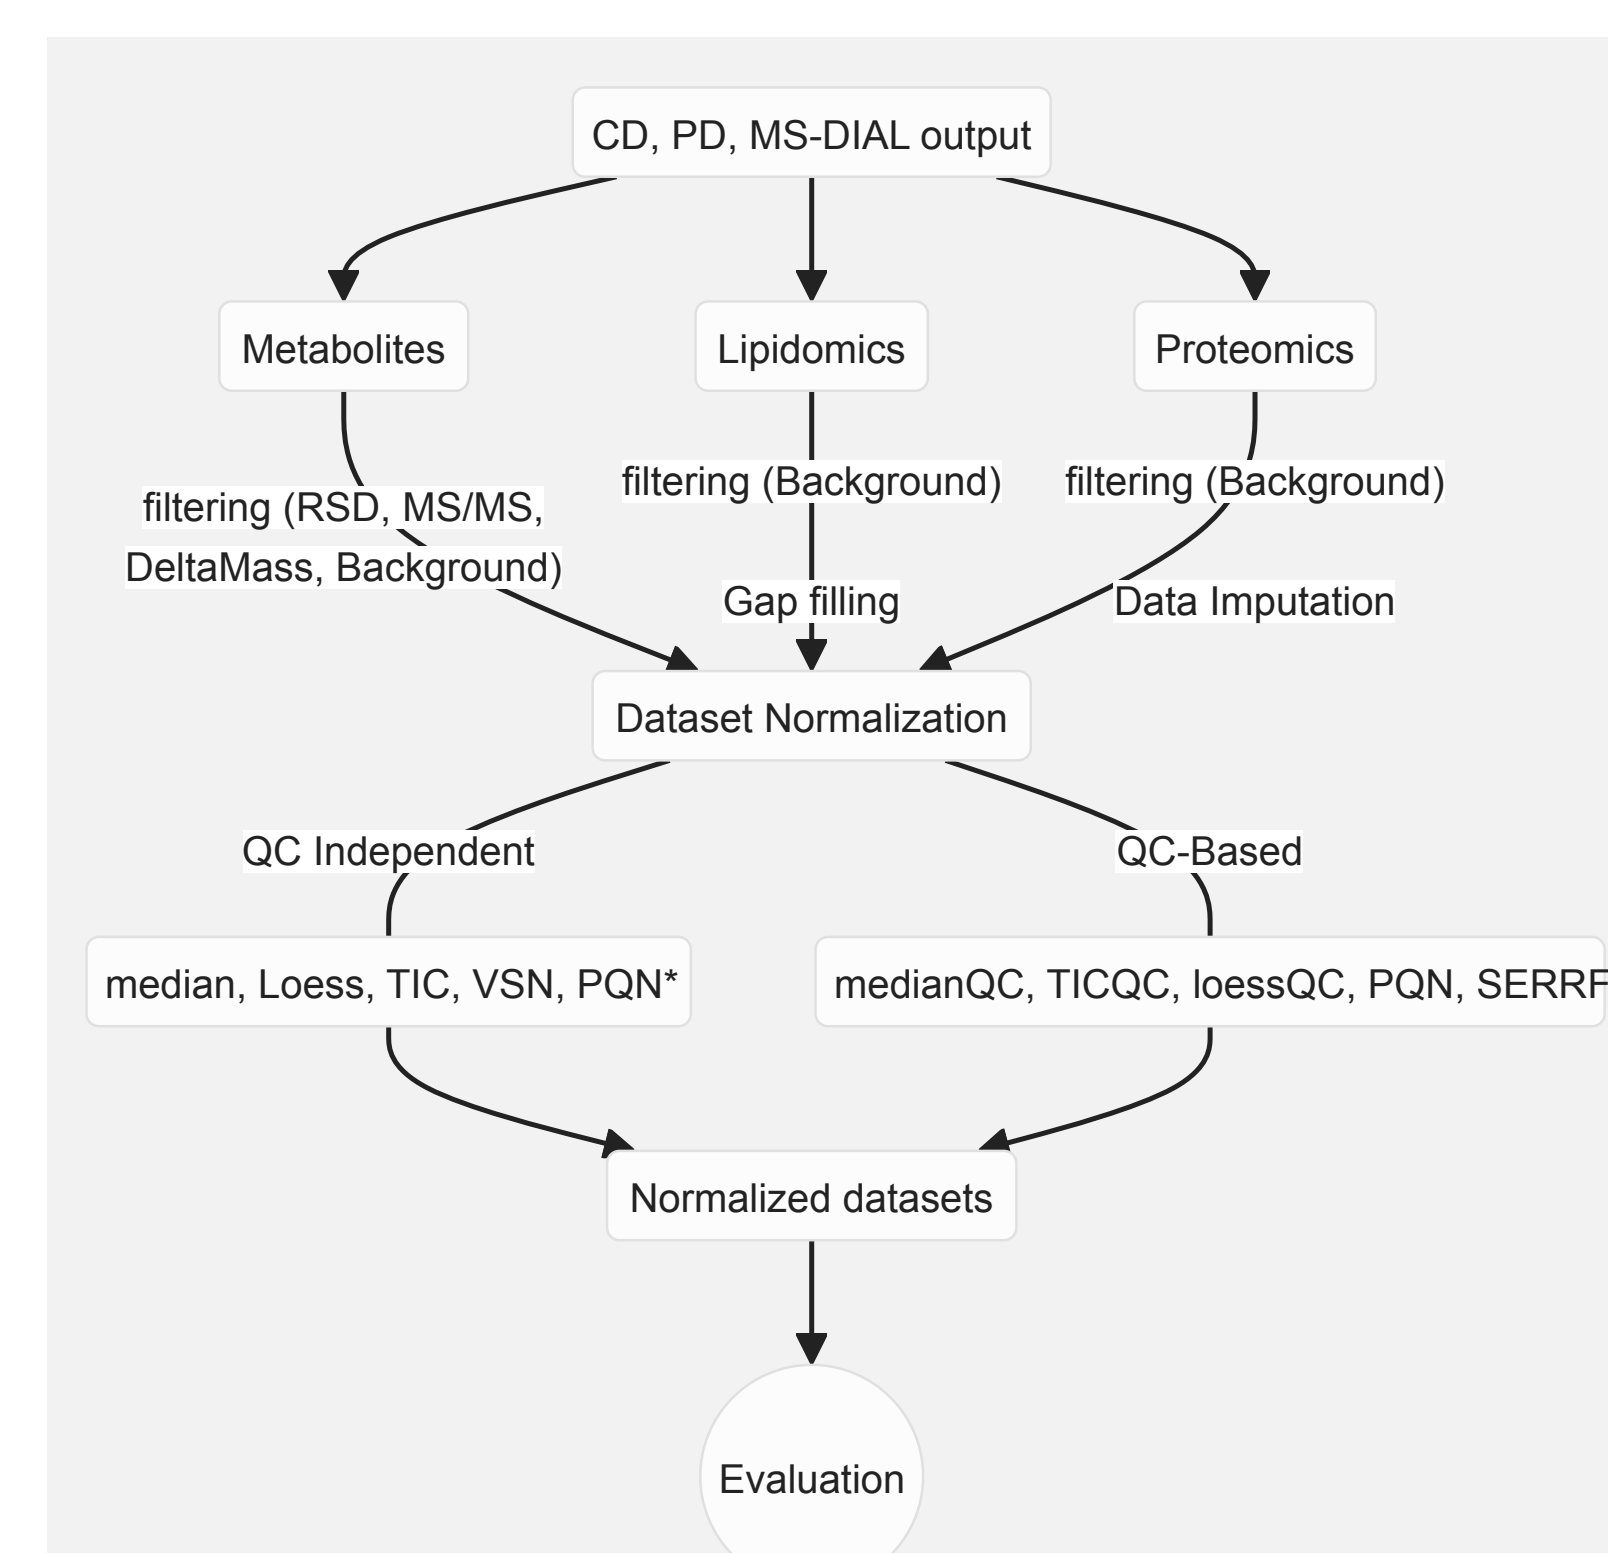 CD, PD, MS-DIAL output
Metabolites
Lipidomics
Proteomics
filtering (RSD, MS/MS,
DeltaMass, Background)
filtering (Background)
Gap filling
filtering (Background)
Data Imputation
Dataset Normalization
QC Independent
QC-Based
median, Loess, TIC, VSN, PQN*
medianQC, TICQC, loessQC, PQN, SERRF
Normalized datasets
Evaluation